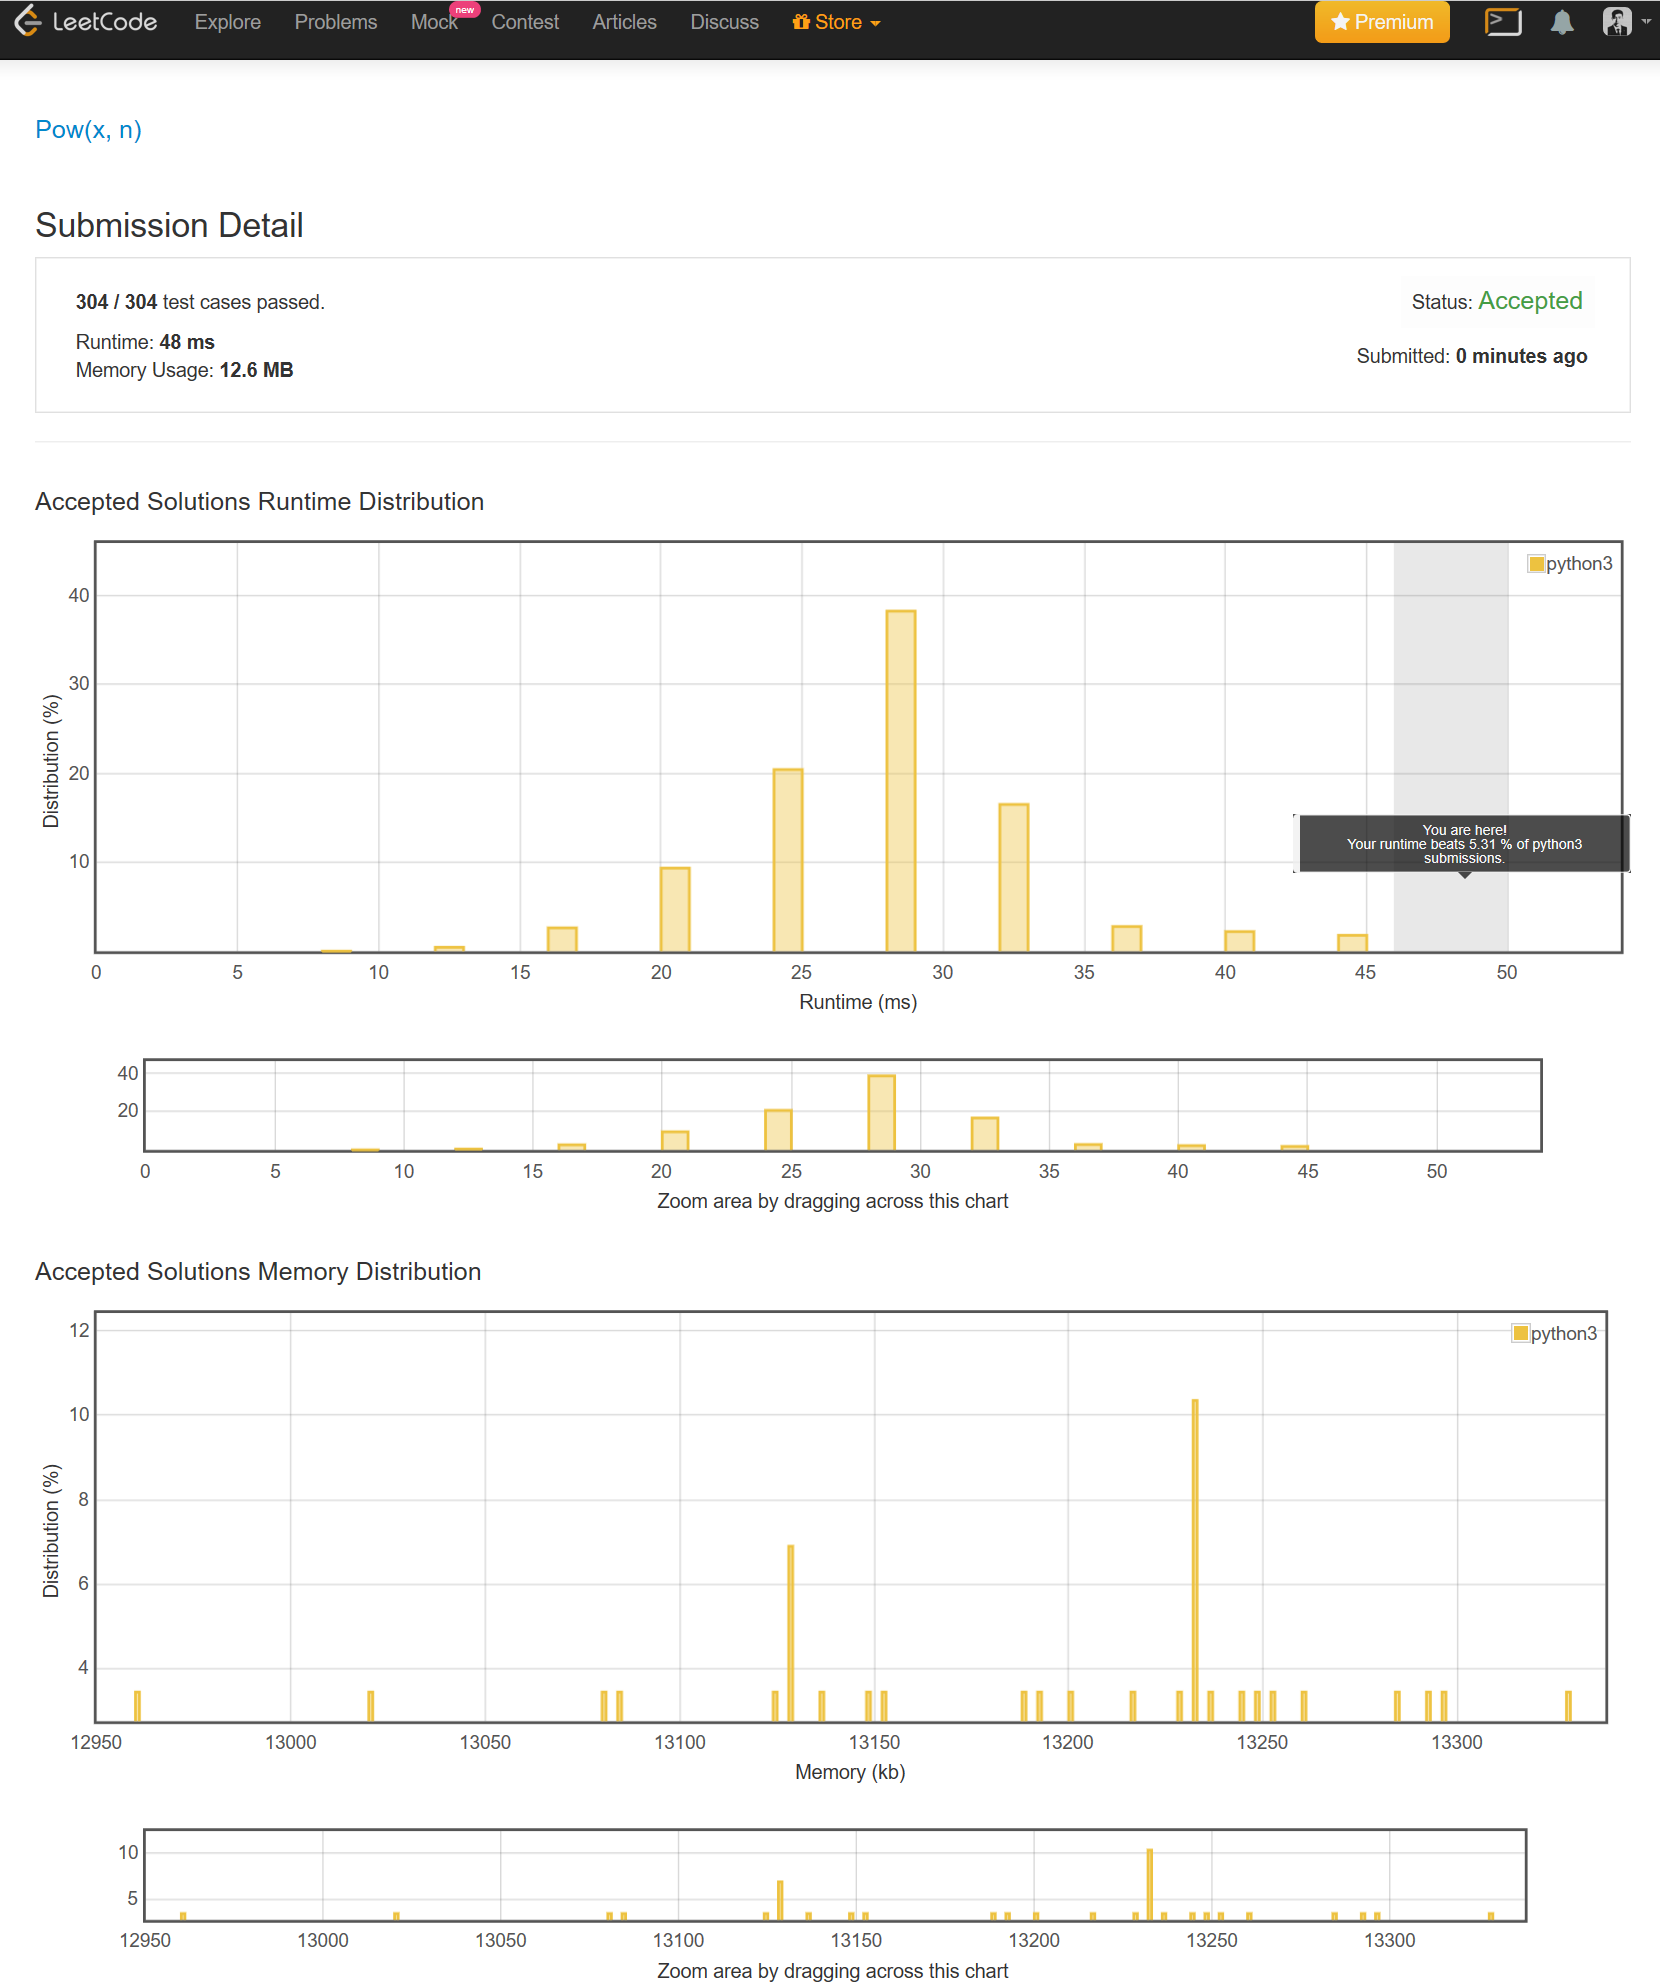 LeetCode Explore Problems Mock new Contest Articles Discuss Store Premium
Pow(x, n)
Submission Detail
304 / 304 test cases passed.
Status: Accepted
Runtime: 48 ms
Submitted: 0 minutes ago
Memory Usage: 12.6 MB
Accepted Solutions Runtime Distribution
python3
40
30
20
10
Distribution (%)
You are here!
Your runtime beats 5.31 % of python3
submissions.
0 5 10 15 20 25 30 35 40 45 50
Runtime (ms)
40
20
0 5 10 15 20 25 30 35 40 45 50
Zoom area by dragging across this chart
Accepted Solutions Memory Distribution
python3
12
10
8
6
4
Distribution (%)
12950 13000 13050 13100 13150 13200 13250 13300
Memory (kb)
10
5
12950 13000 13050 13100 13150 13200 13250 13300
Zoom area by dragging across this chart